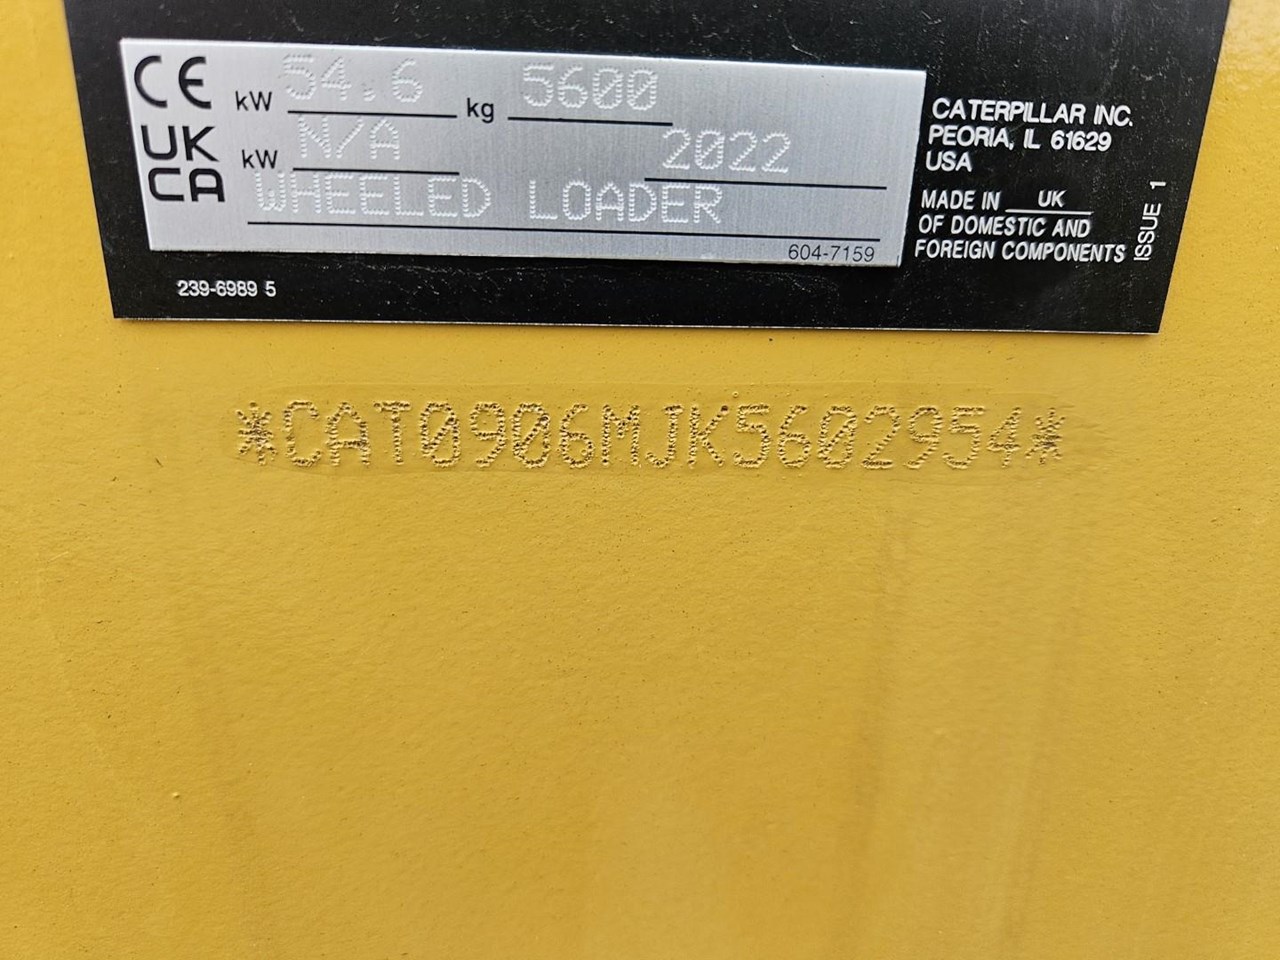 CE kW 54.6 kg 5600
UK
CA kW N/A 2022
WHEELED LOADER
604-7159
239-6989 5
CATERPILLAR INC.
PEORIA, IL 61629
USA
MADE IN UK
OF DOMESTIC AND
FOREIGN COMPONENTS
ISSUE 1
*CAT0906MJK5602954*